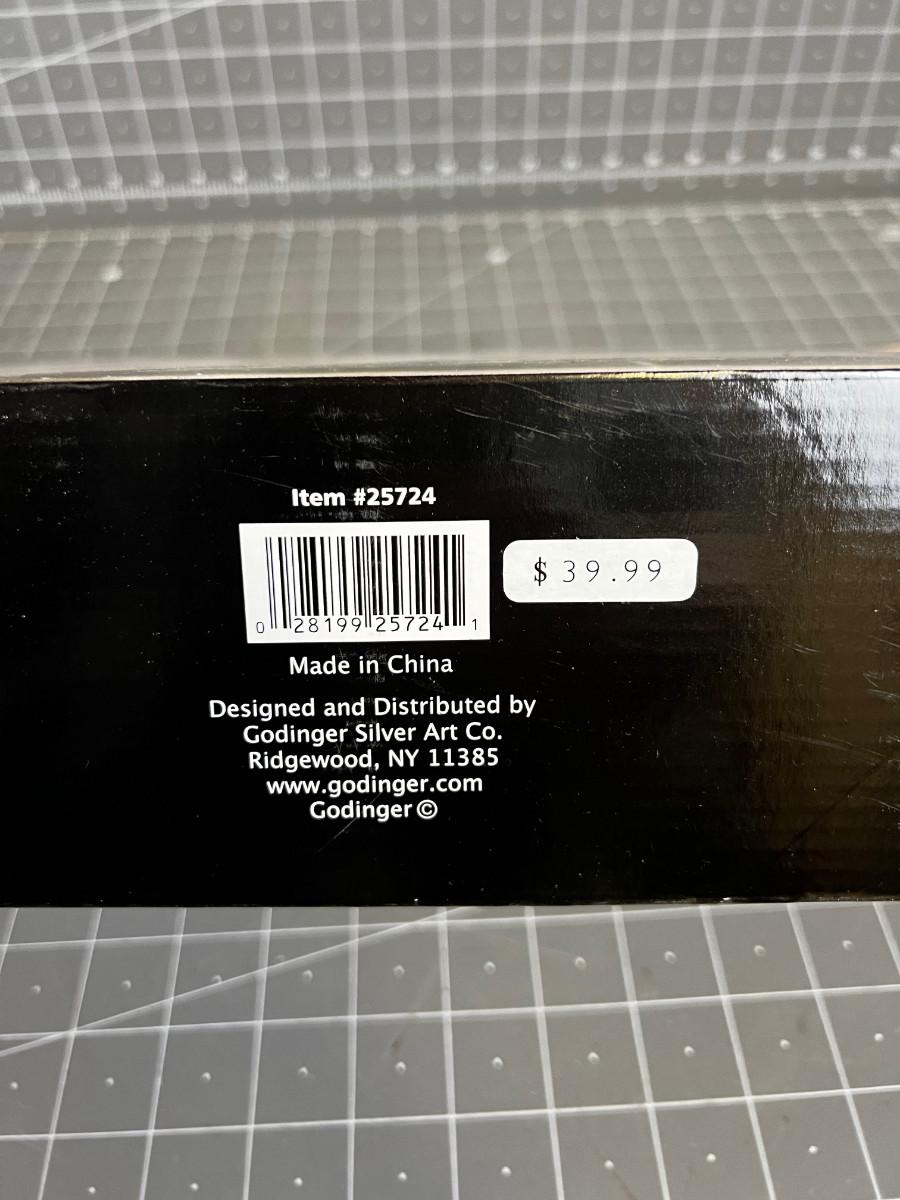 Item #25724
$ 39.99
0 28199 25724 1
Made in China
Designed and Distributed by
Godinger Silver Art Co.
Ridgewood, NY 11385
www.godinger.com
Godinger ©